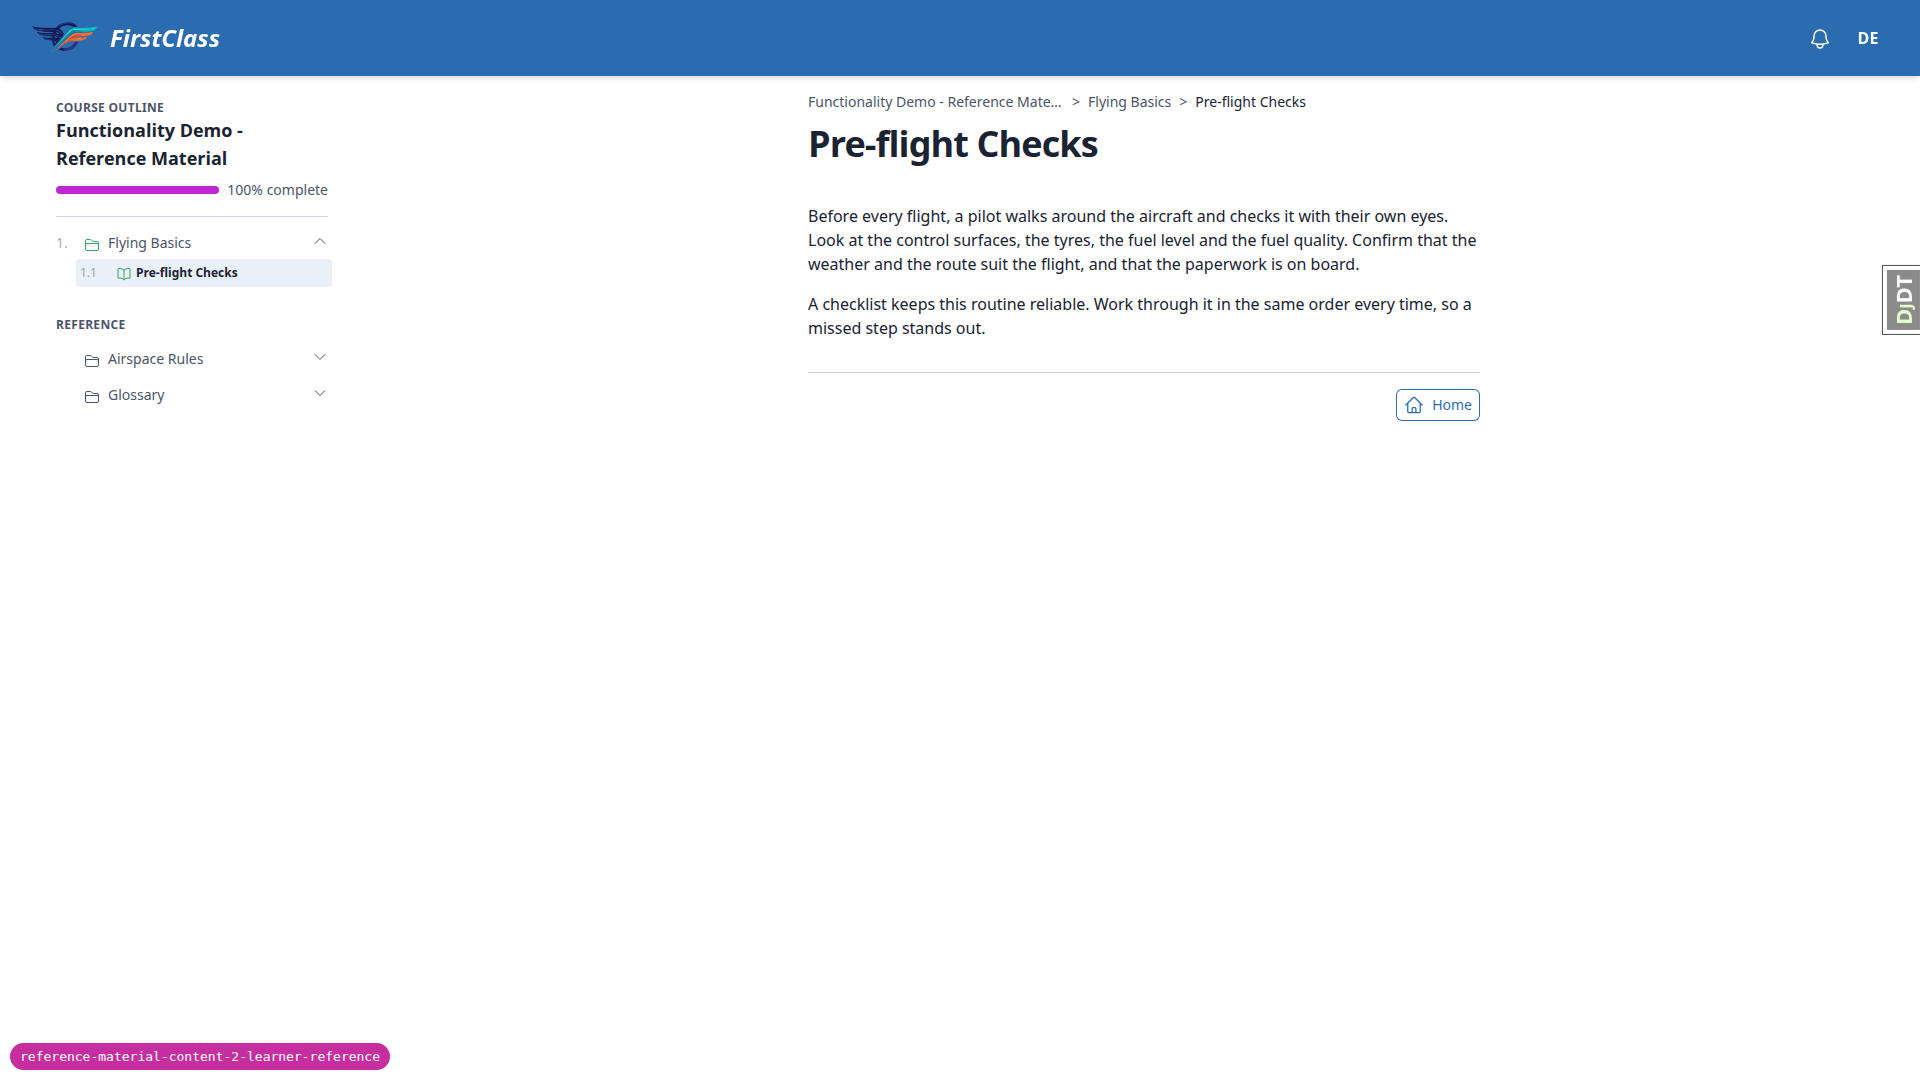 FirstClass
DE
COURSE OUTLINE
Functionality Demo -
Reference Material
100% complete
1. Flying Basics
1.1 Pre-flight Checks
REFERENCE
Airspace Rules
Glossary
Functionality Demo - Reference Mate... > Flying Basics > Pre-flight Checks
Pre-flight Checks
Before every flight, a pilot walks around the aircraft and checks it with their own eyes.
Look at the control surfaces, the tyres, the fuel level and the fuel quality. Confirm that the
weather and the route suit the flight, and that the paperwork is on board.
A checklist keeps this routine reliable. Work through it in the same order every time, so a
missed step stands out.
Home
DjDT
reference-material-content-2-learner-reference